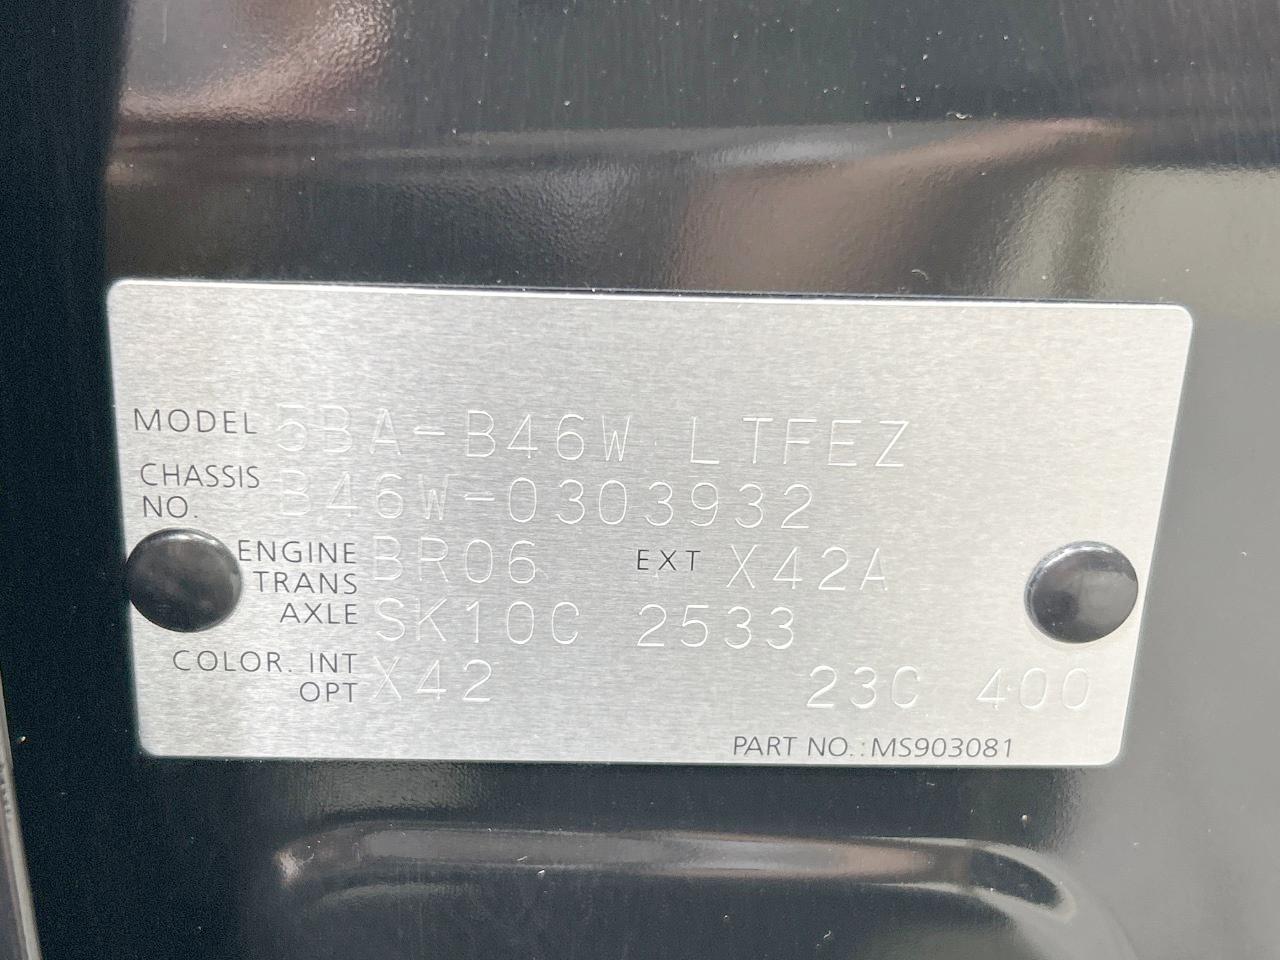 MODEL 5BA-B46W LTFEZ
CHASSIS NO. B46W-0303932
ENGINE BR06 EXT X42A
TRANS AXLE SK10C 2533
COLOR. INT X42
OPT 23C 400
PART NO.: MS903081